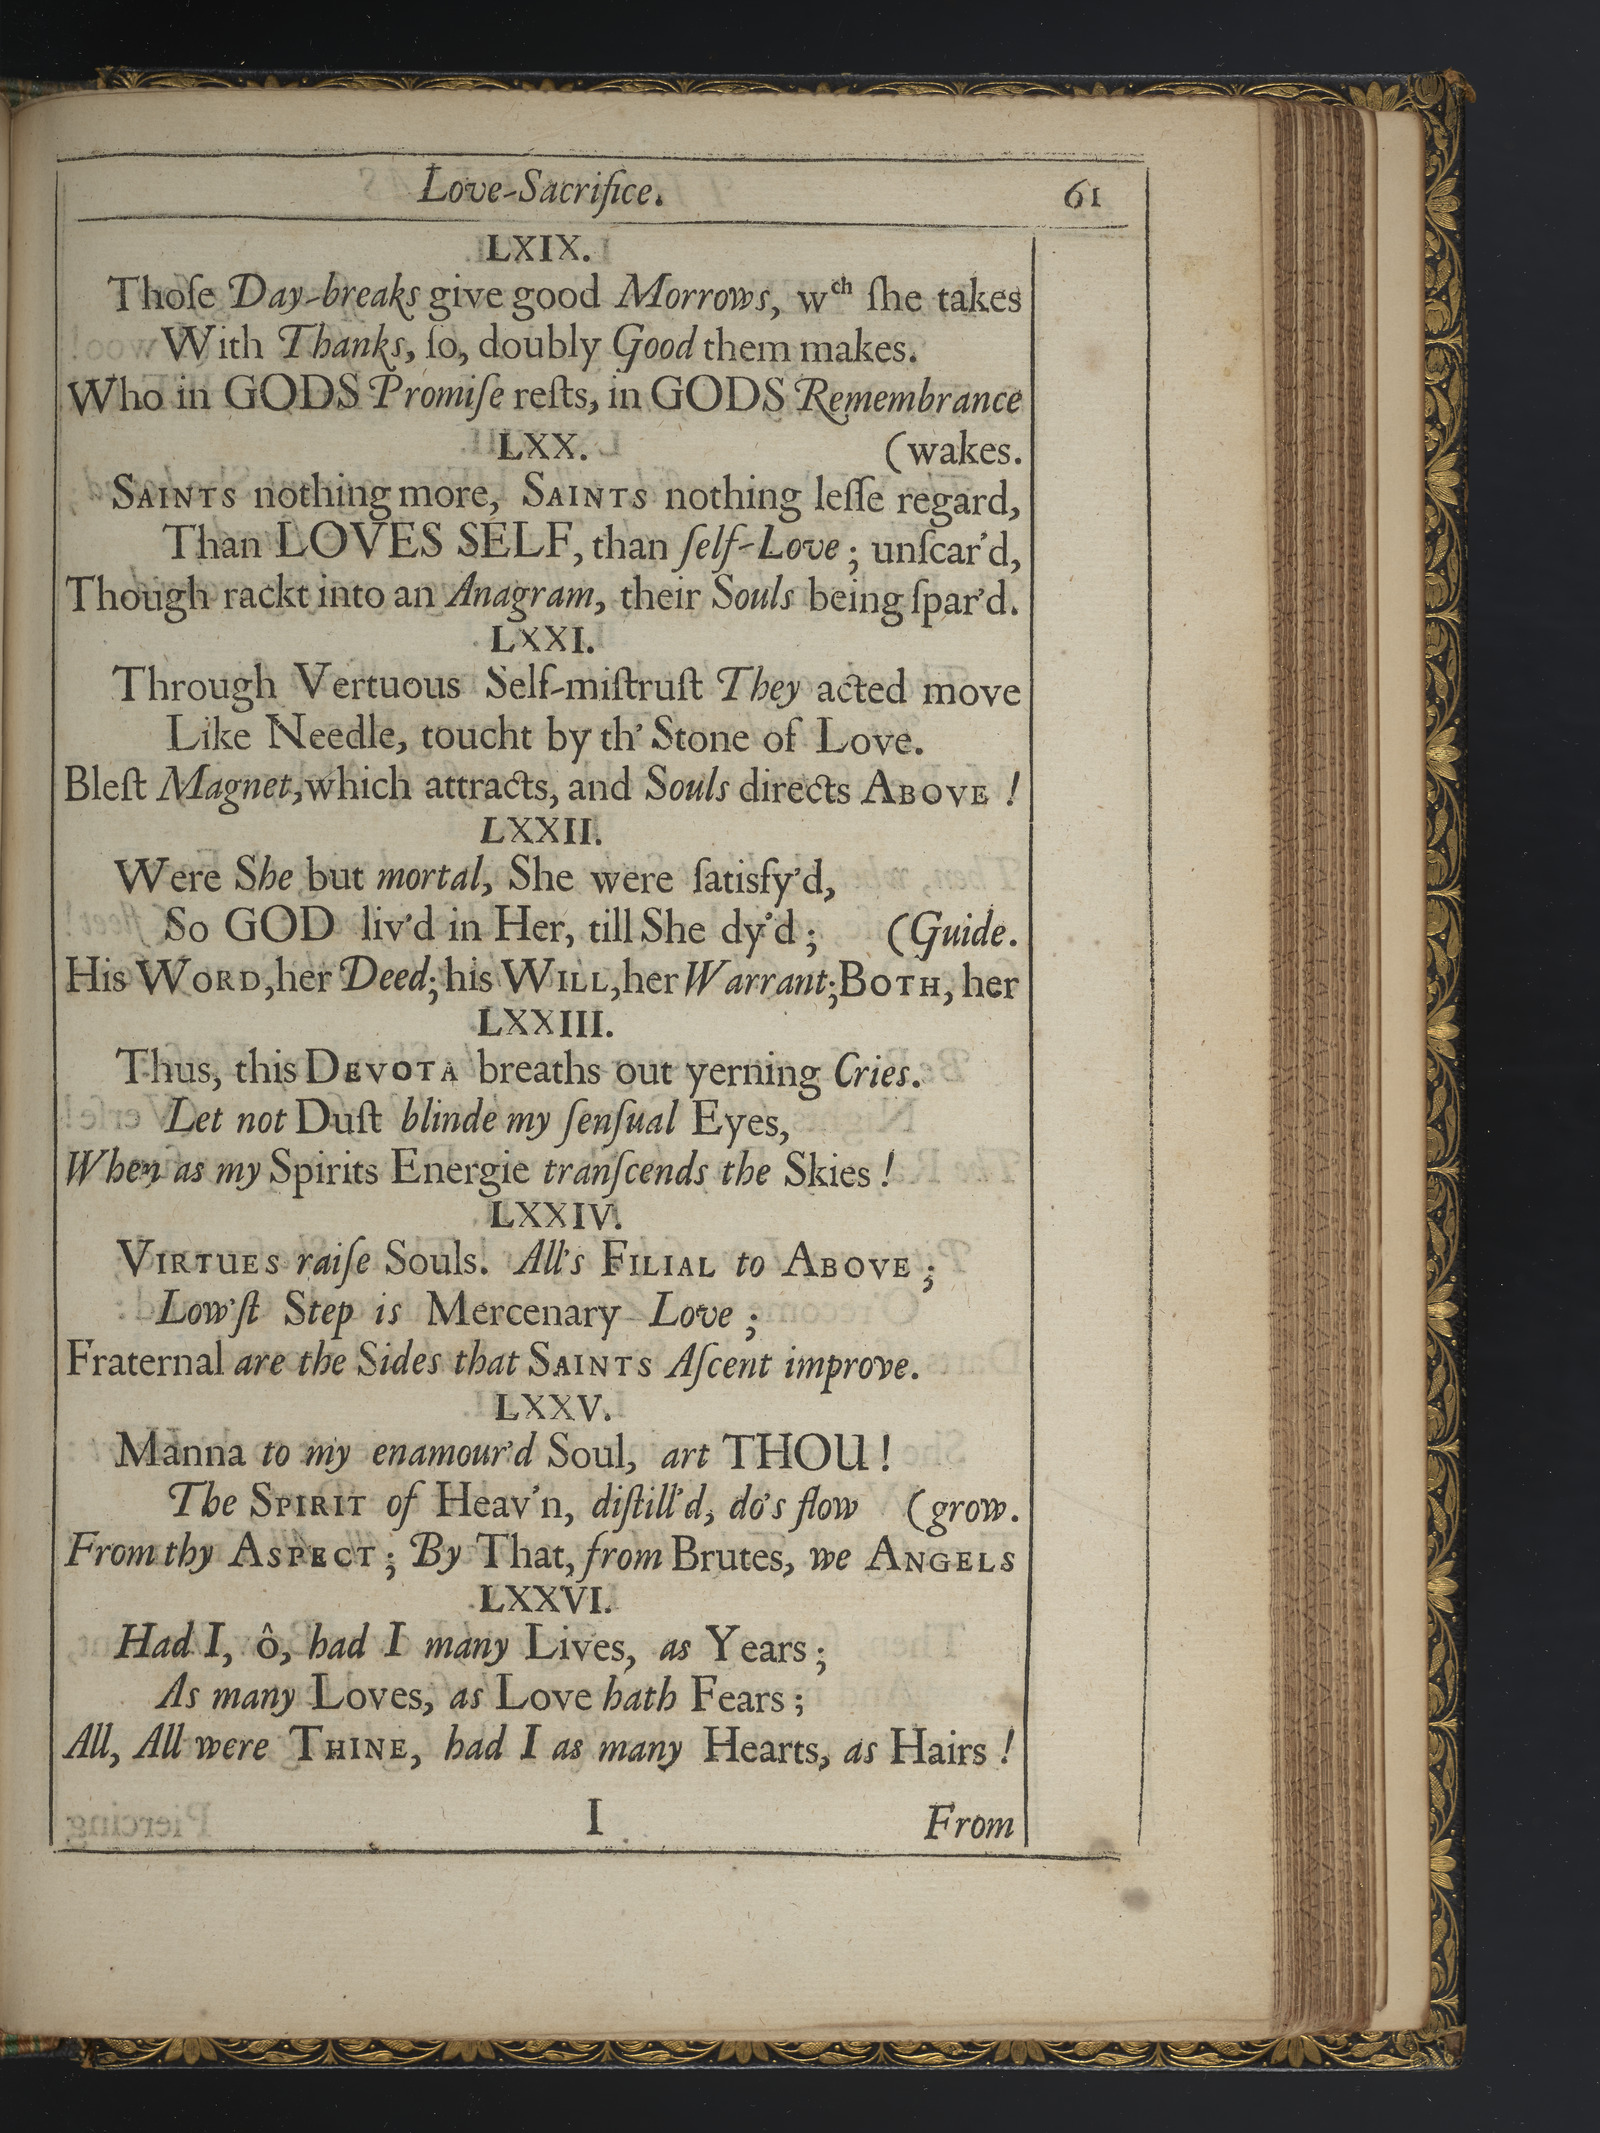 Love-Sacrifice. 61
LXIX.
Thoſe Day-breaks give good Morrows, wᶜʰ ſhe takes
With Thanks, ſo, doubly Good them makes.
Who in GODS Promiſe reſts, in GODS Remembrance
LXX. (wakes.
SAINTS nothing more, SAINTS nothing leſſe regard,
Than LOVES SELF, than ſelf-Love ; unſcar'd,
Though rackt into an Anagram, their Souls being ſpar'd.
LXXI.
Through Vertuous Self-miſtruſt They acted move
Like Needle, toucht by th' Stone of Love.
Bleſt Magnet, which attracts, and Souls directs ABOVE !
LXXII.
Were She but mortal, She were ſatisfy'd,
So GOD liv'd in Her, till She dy'd ; (Guide.
His WORD, her Deed; his WILL, her Warrant; BOTH, her
LXXIII.
Thus, this DEVOTA breaths out yerning Cries.
Let not Duſt blinde my ſenſual Eyes,
When as my Spirits Energie tranſcends the Skies !
LXXIV.
VIRTUES raiſe Souls. All's FILIAL to ABOVE ;
Low'ſt Step is Mercenary Love ;
Fraternal are the Sides that SAINTS Aſcent improve.
LXXV.
Manna to my enamour'd Soul, art THOU !
The SPIRIT of Heav'n, diſtill'd, do's flow (grow.
From thy ASPECT ; By That, from Brutes, we ANGELS
LXXVI.
Had I, ô, had I many Lives, as Years ;
As many Loves, as Love hath Fears ;
All, All were THINE, had I as many Hearts, as Hairs !
I From